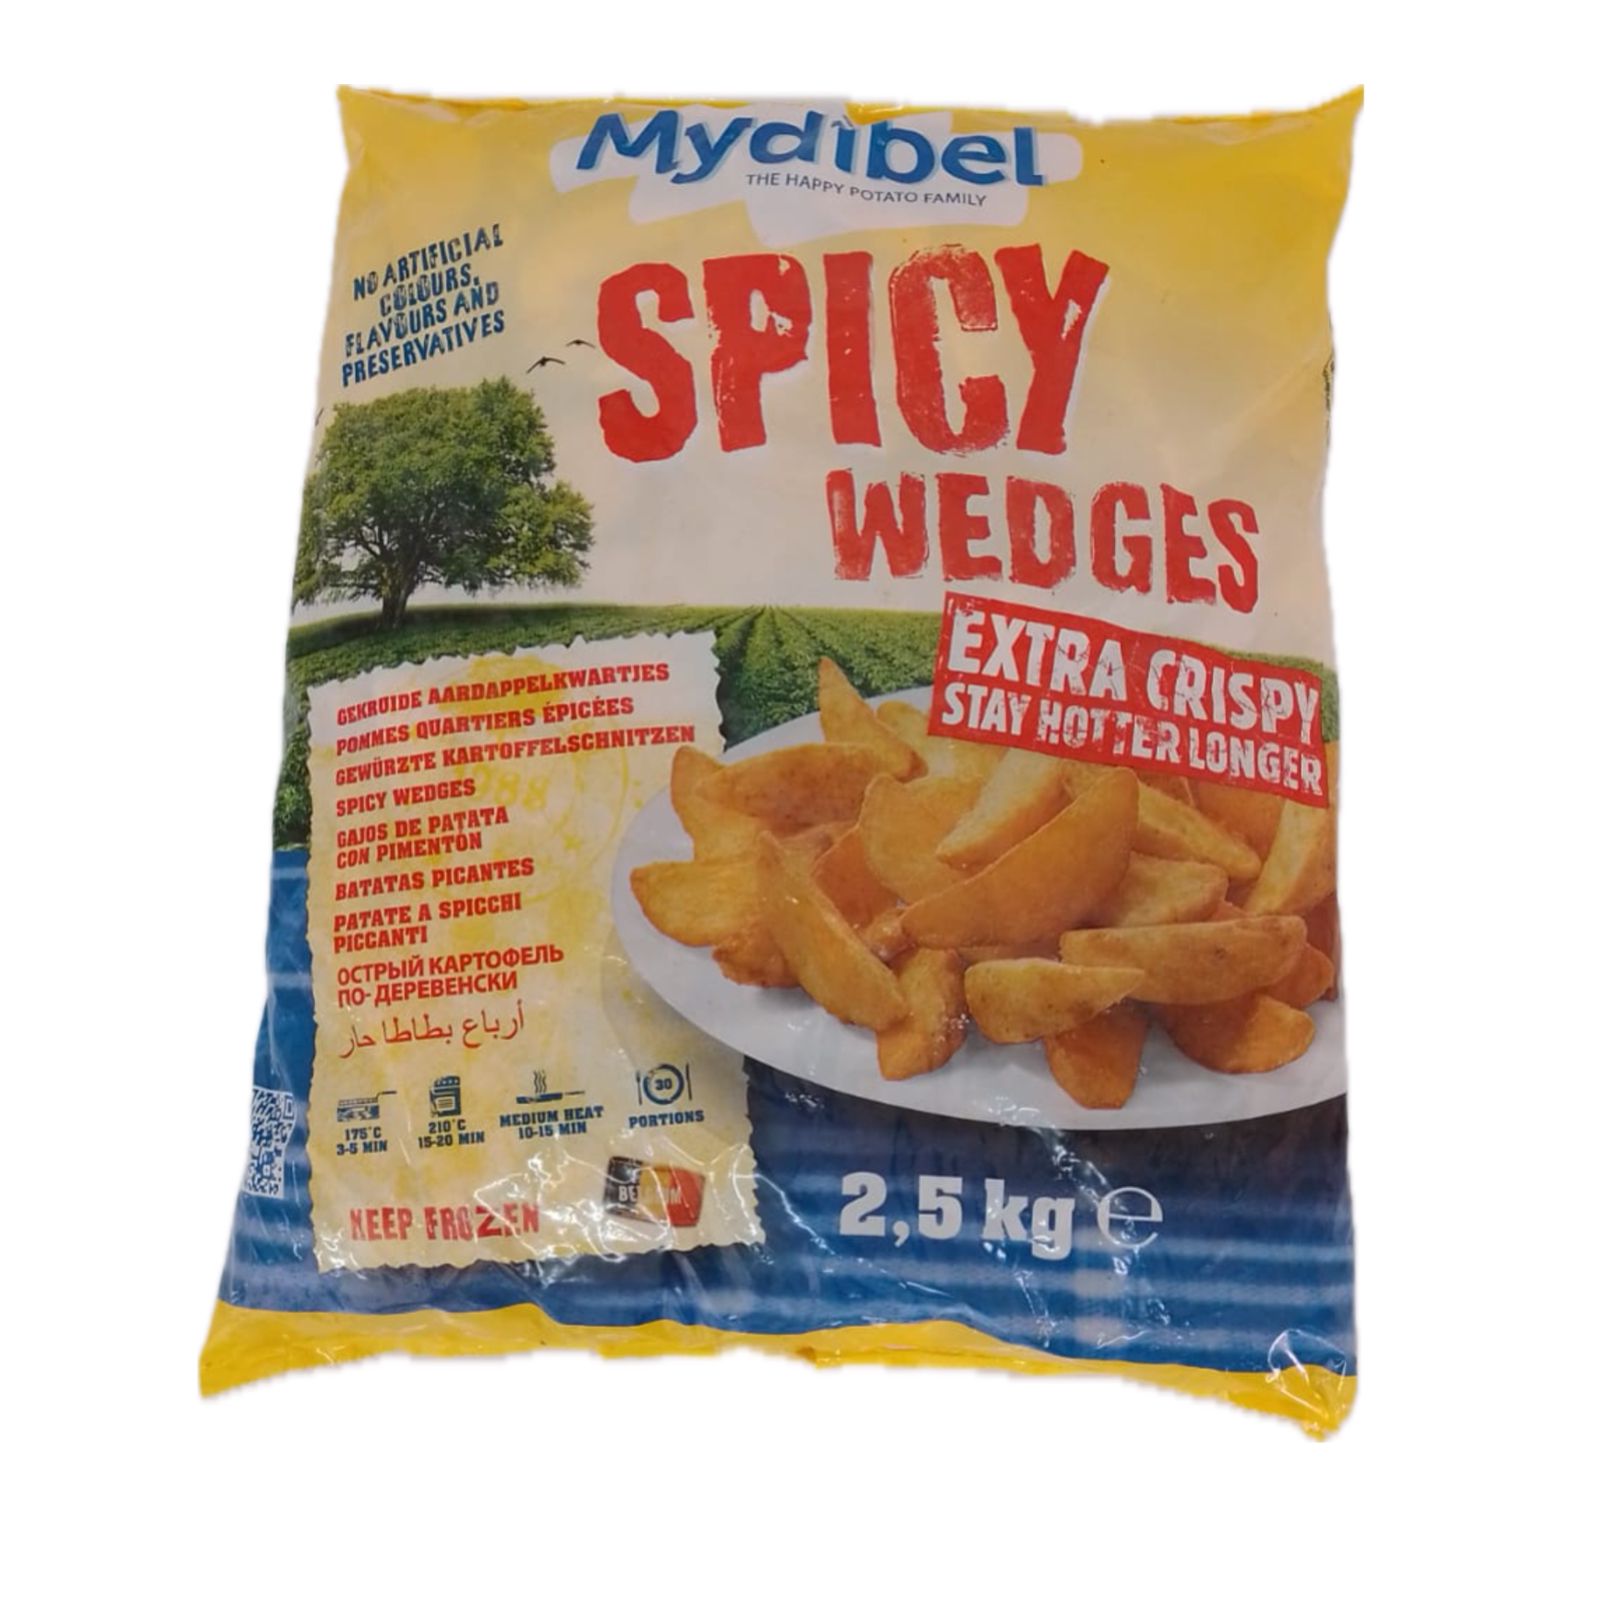 Mydibel
THE HAPPY POTATO FAMILY
NO ARTIFICIAL
COLOURS,
FLAVOURS AND
PRESERVATIVES
SPICY
WEDGES
EXTRA CRISPY
STAY HOTTER LONGER
GEKRUIDE AARDAPPELKWARTJES
POMMES QUARTIERS ÉPICÉES
GEWÜRZTE KARTOFFELSCHNITZEN
SPICY WEDGES
GAJOS DE PATATA
CON PIMENTÓN
BATATAS PICANTES
PATATE A SPICCHI
PICCANTI
ОСТРЫЙ КАРТОФЕЛЬ
ПО-ДЕРЕВЕНСКИ
أرباع بطاطا حار
1988
175°C
3-5 MIN
210°C
15-20 MIN
MEDIUM HEAT
10-15 MIN
30
PORTIONS
KEEP FROZEN
BELGIUM
2,5 kg e